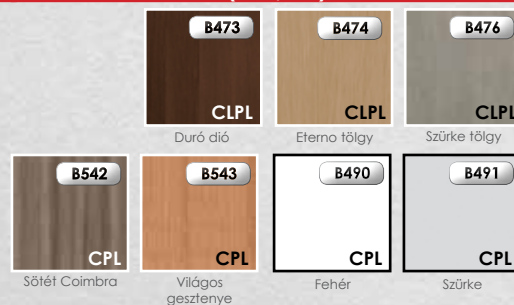 B473 B474 B476
CLPL CLPL CLPL
Duró dió Eterno tölgy Szürke tölgy
B542 B543 B490 B491
CPL CPL CPL CPL
Sötét Coimbra Világos gesztenye Fehér Szürke